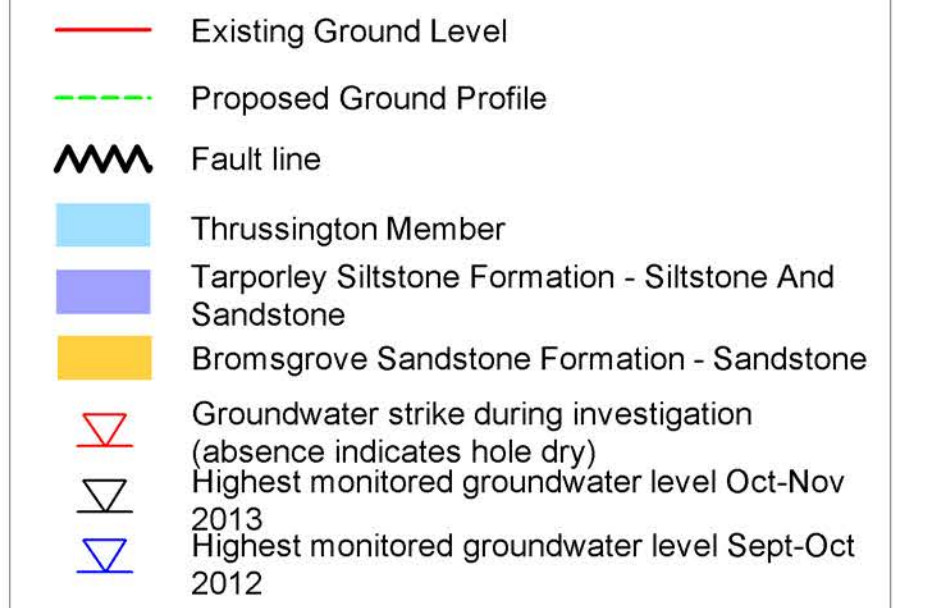 Existing Ground Level
Proposed Ground Profile
Fault line
Thrussington Member
Tarporley Siltstone Formation - Siltstone And
Sandstone
Bromsgrove Sandstone Formation - Sandstone
Groundwater strike during investigation
(absence indicates hole dry)
Highest monitored groundwater level Oct-Nov
2013
Highest monitored groundwater level Sept-Oct
2012